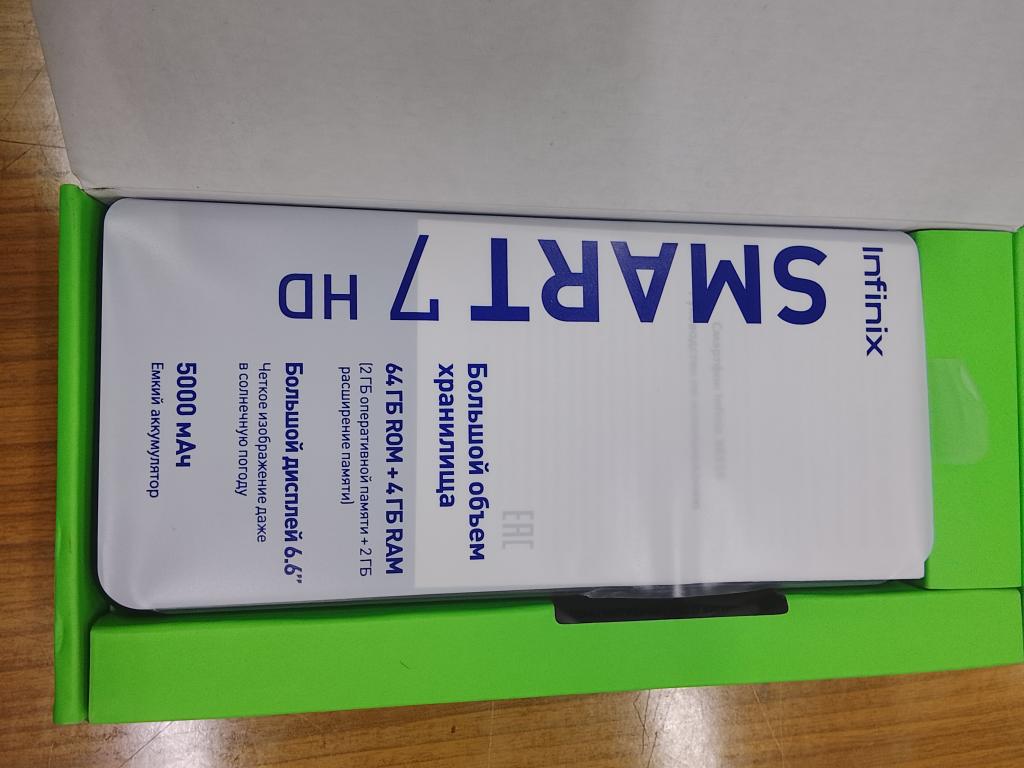 Infinix
SMART 7
HD
Большой объем
хранилища
64 ГБ ROM + 4 ГБ RAM
(2 ГБ оперативной памяти + 2 ГБ
расширение памяти)
Большой дисплей 6.6”
Четкое изображение даже
в солнечную погоду
5000 мАч
Емкий аккумулятор
EAC